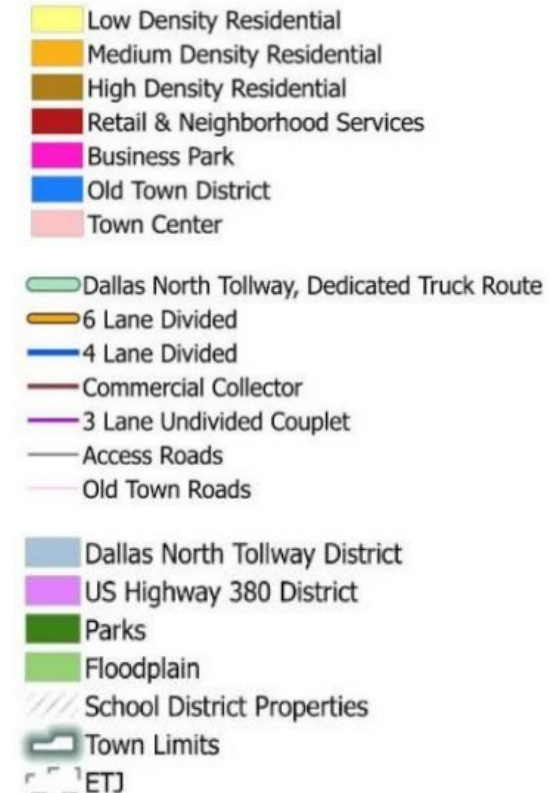 Low Density Residential
Medium Density Residential
High Density Residential
Retail & Neighborhood Services
Business Park
Old Town District
Town Center
Dallas North Tollway, Dedicated Truck Route
6 Lane Divided
4 Lane Divided
Commercial Collector
3 Lane Undivided Couplet
Access Roads
Old Town Roads
Dallas North Tollway District
US Highway 380 District
Parks
Floodplain
School District Properties
Town Limits
ETJ